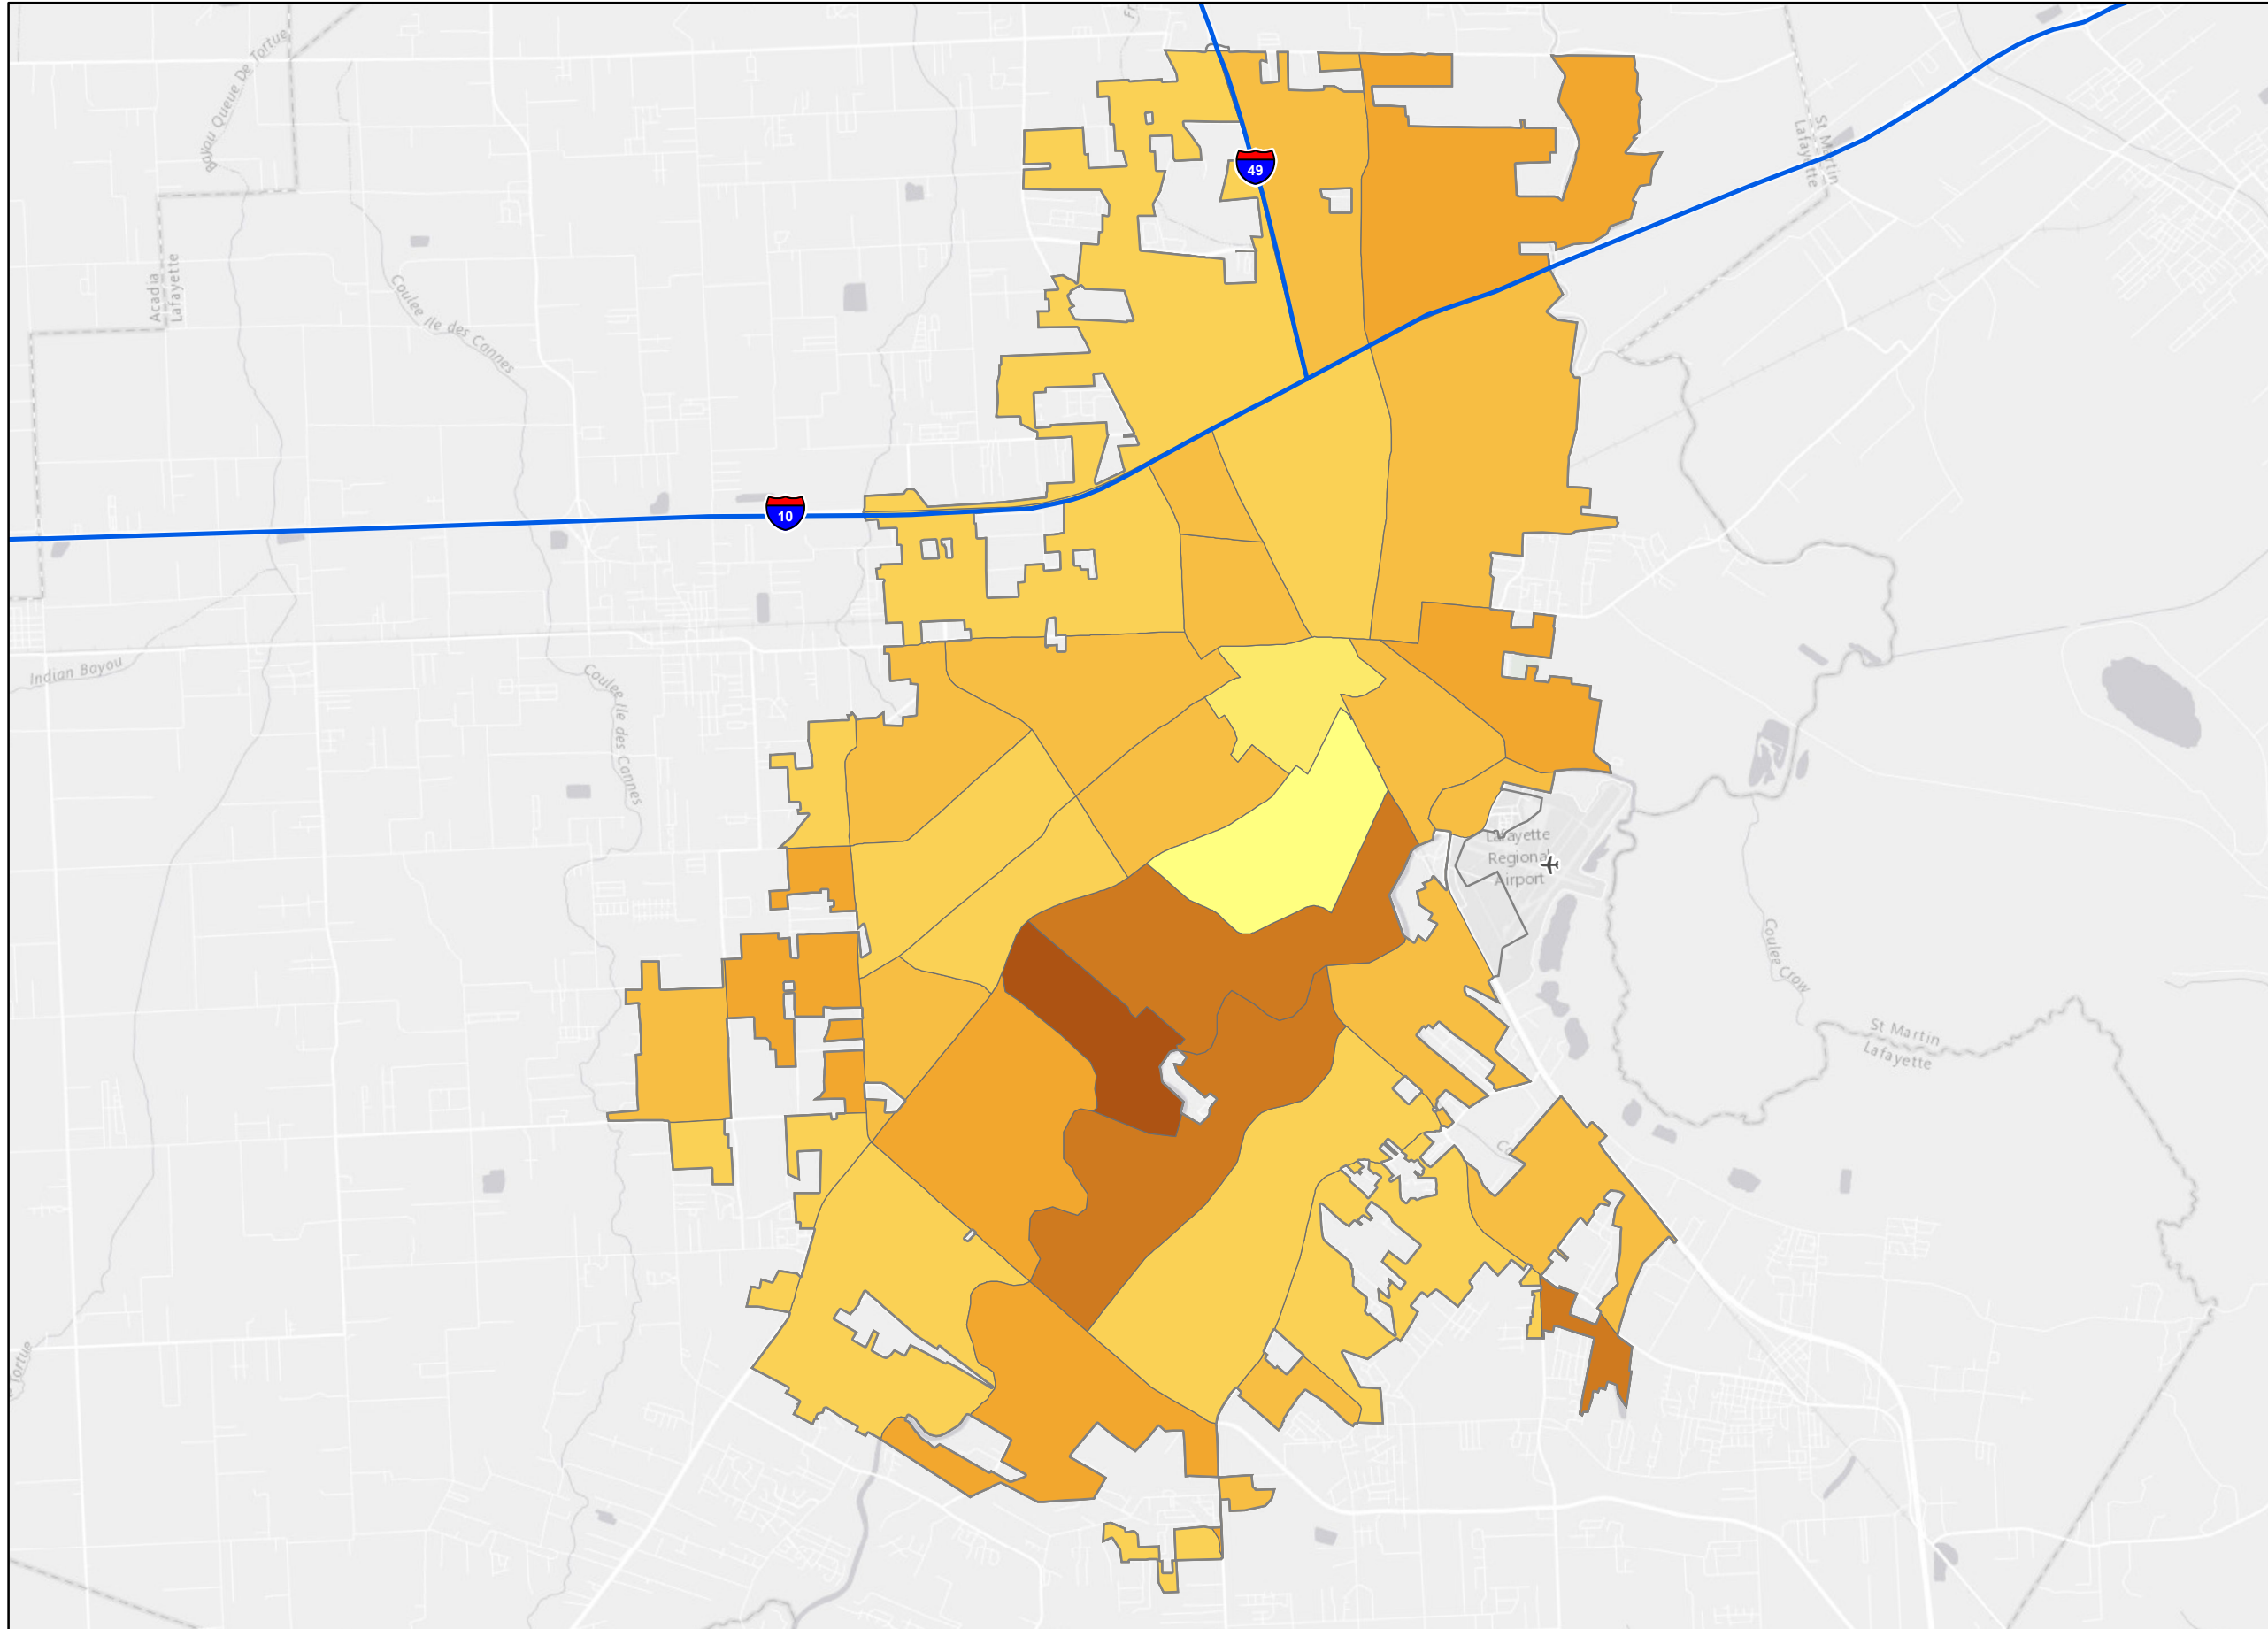 Bayou Queue De Tortue
Acadia
Lafayette
Coulee Ile des Cannes
49
St Martin
Lafayette
10
Indian Bayou
Coulee Ile des Cannes
Lafayette
Regional
Airport
Coulee Crow
St Martin
Lafayette
Tortue